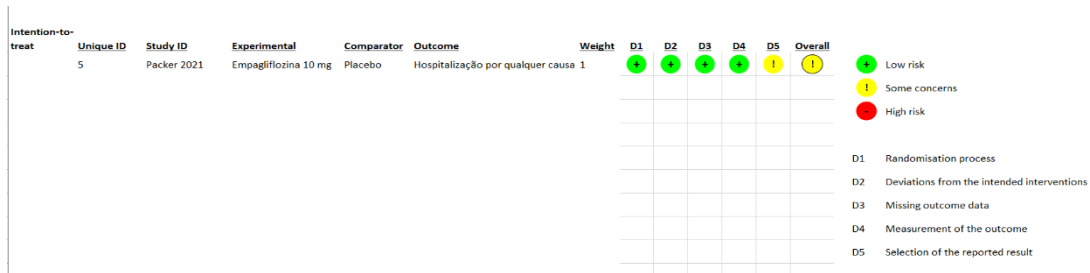 Intention-to-
treat Unique ID Study ID Experimental Comparator Outcome Weight D1 D2 D3 D4 D5 Overall
5 Packer 2021 Empagliflozina 10 mg Placebo Hospitalização por qualquer causa 1 + + + + ! !
+ Low risk
! Some concerns
- High risk
D1 Randomisation process
D2 Deviations from the intended interventions
D3 Missing outcome data
D4 Measurement of the outcome
D5 Selection of the reported result